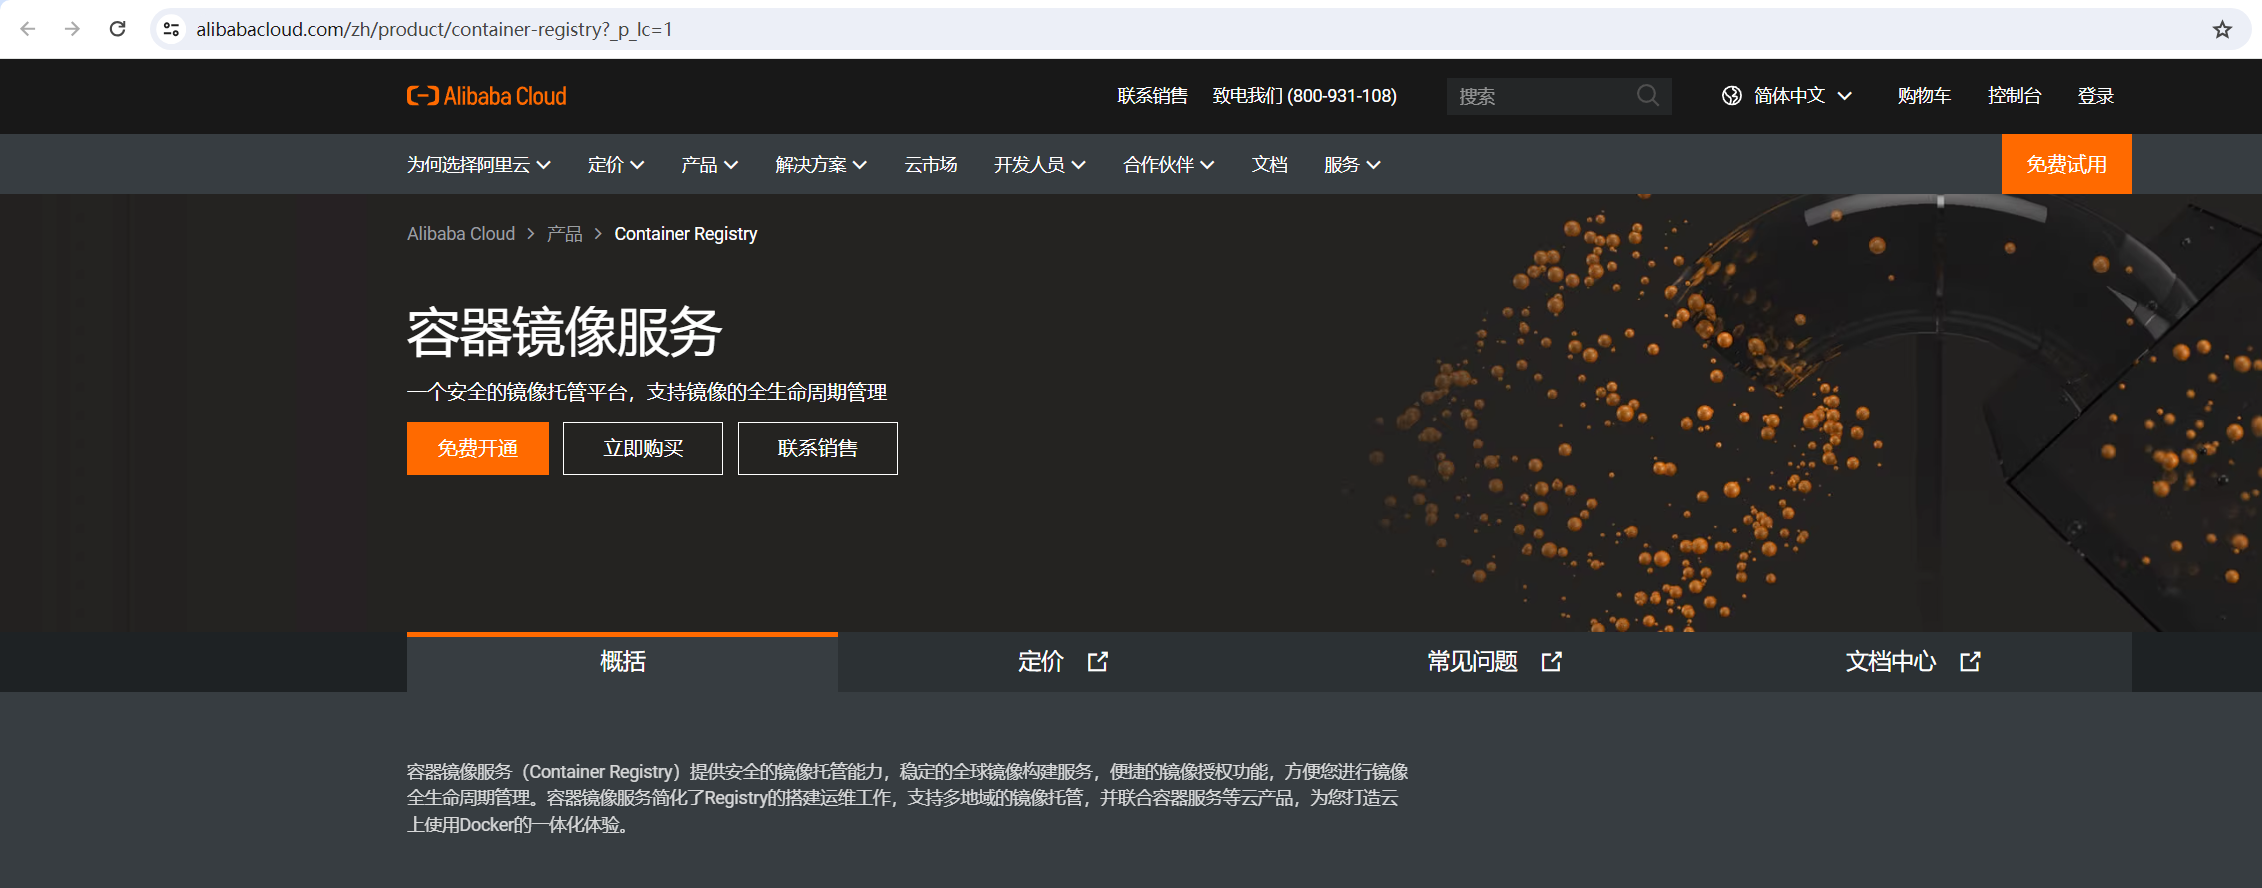 alibabacloud.com/zh/product/container-registry?_p_lc=1
Alibaba Cloud 联系销售 致电我们 (800-931-108) 搜索 简体中文 购物车 控制台 登录
为何选择阿里云 定价 产品 解决方案 云市场 开发人员 合作伙伴 文档 服务 免费试用
Alibaba Cloud > 产品 > Container Registry
容器镜像服务
一个安全的镜像托管平台，支持镜像的全生命周期管理
免费开通 立即购买 联系销售
概括 定价 常见问题 文档中心
容器镜像服务（Container Registry）提供安全的镜像托管能力，稳定的全球镜像构建服务，便捷的镜像授权功能，方便您进行镜像
全生命周期管理。容器镜像服务简化了Registry的搭建运维工作，支持多地域的镜像托管，并联合容器服务等云产品，为您打造云
上使用Docker的一体化体验。